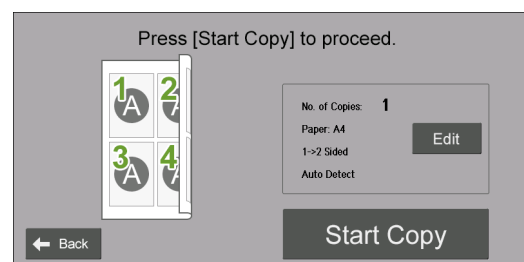 Press [Start Copy] to proceed.
1 2
A A
3 4
A A
No. of Copies: 1
Paper: A4
1->2 Sided
Auto Detect
Edit
Back
Start Copy